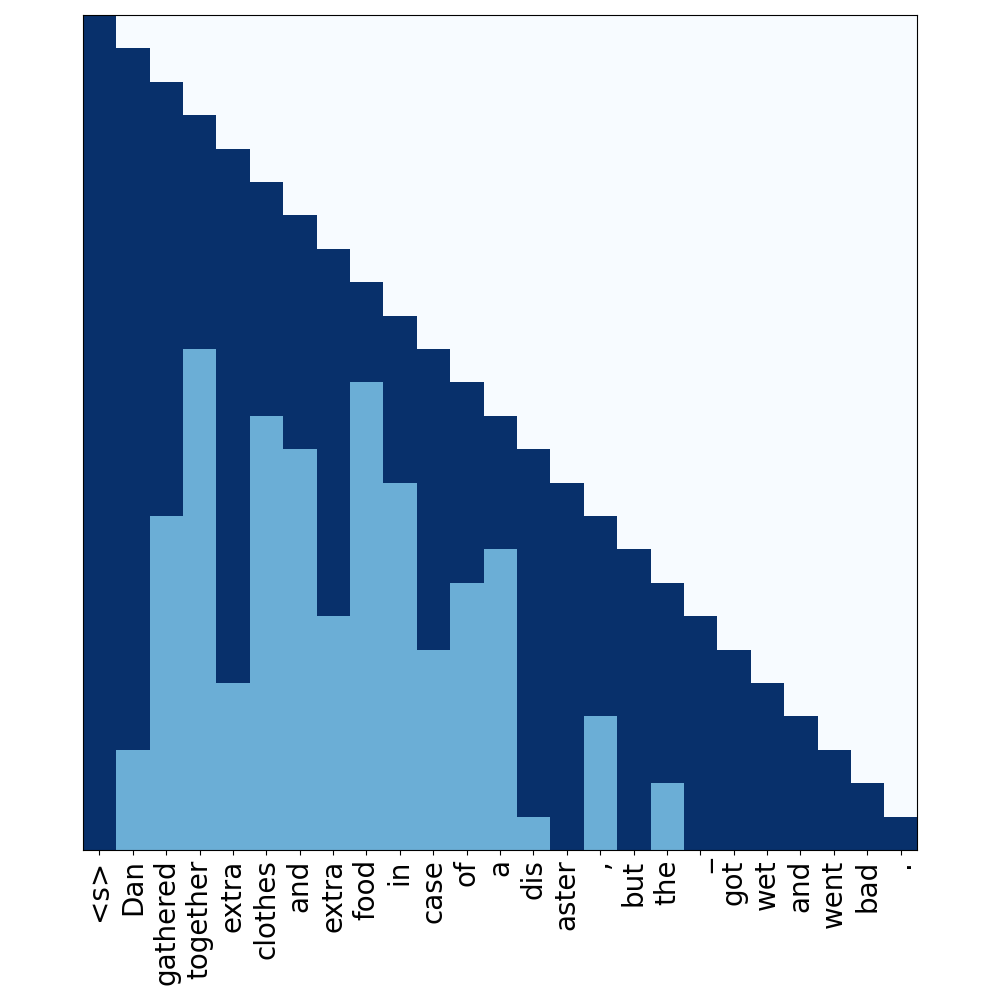 <s>
Dan
gathered
together
extra
clothes
and
extra
food
in
case
of
a
dis
aster
,
but
the
_
got
wet
and
went
bad
.